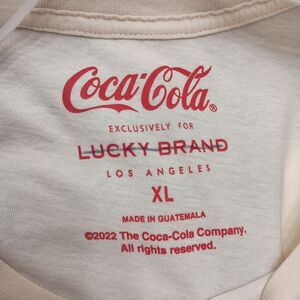 Coca-Cola®
EXCLUSIVELY FOR
LUCKY BRAND
LOS ANGELES
XL
MADE IN GUATEMALA
©2022 The Coca-Cola Company.
All rights reserved.